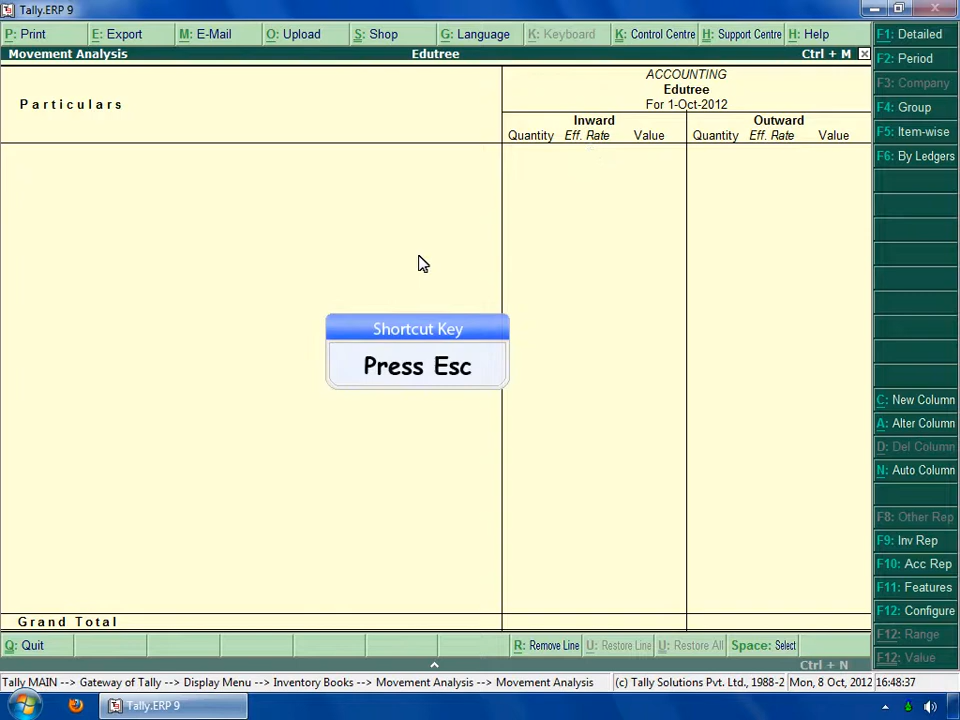 Tally.ERP 9
P: Print
E: Export
M: E-Mail
O: Upload
S: Shop
G: Language
K: Keyboard
K: Control Centre
H: Support Centre
H: Help
F1: Detailed
Movement Analysis
Edutree
Ctrl + M
F2: Period
F3: Company
F4: Group
F5: Item-wise
F6: By Ledgers
Particulars
ACCOUNTING
Edutree
For 1-Oct-2012
Inward
Outward
Quantity Eff. Rate Value
Quantity Eff. Rate Value
Shortcut Key
Press Esc
C: New Column
A: Alter Column
D: Del Column
N: Auto Column
F8: Other Rep
F9: Inv Rep
F10: Acc Rep
F11: Features
F12: Configure
F12: Range
F12: Value
Grand Total
Q: Quit
R: Remove Line
U: Restore Line
U: Restore All
Space: Select
Ctrl + N
Tally MAIN --> Gateway of Tally --> Display Menu --> Inventory Books --> Movement Analysis --> Movement Analysis
(c) Tally Solutions Pvt. Ltd., 1988-2
Mon, 8 Oct, 2012
16:48:37
Tally.ERP 9